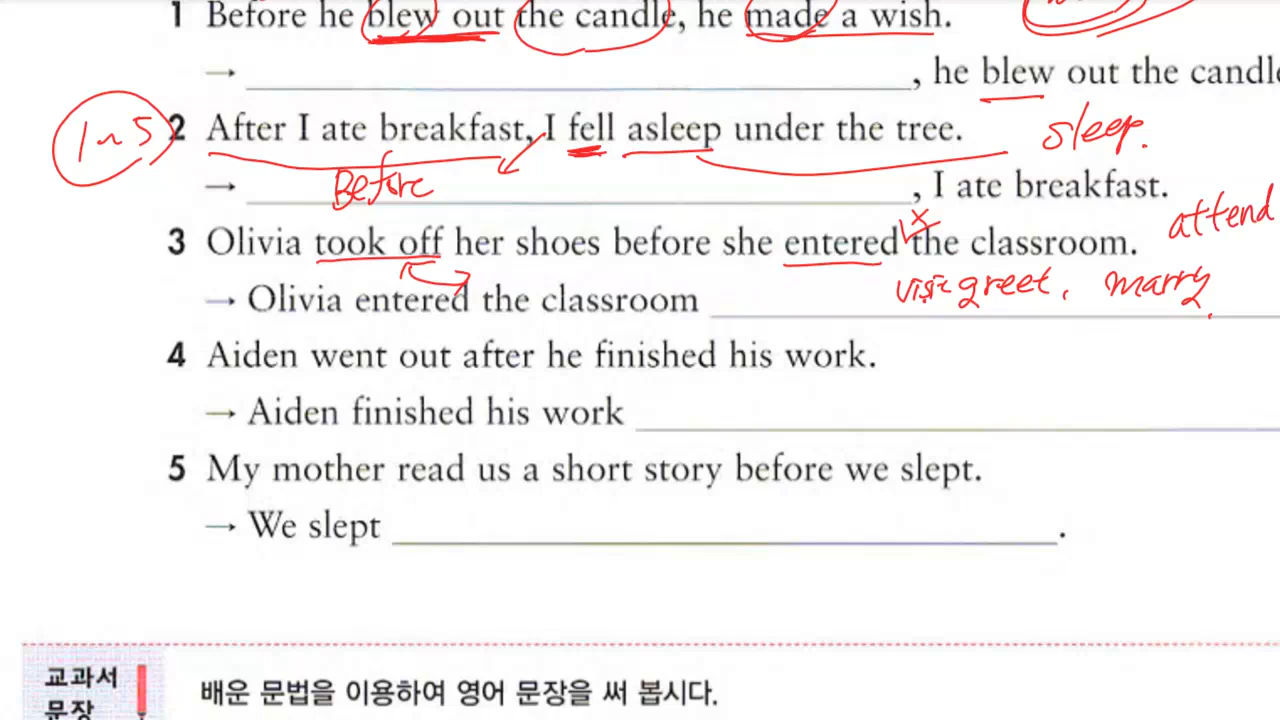 1 Before he blew out the candle, he made a wish.
→ , he blew out the candle
1~5 2 After I ate breakfast, I fell asleep under the tree. sleep.
→ Before , I ate breakfast.
3 Olivia took off her shoes before she entered the classroom. attend
→ Olivia entered the classroom visit greet. marry
4 Aiden went out after he finished his work.
→ Aiden finished his work
5 My mother read us a short story before we slept.
→ We slept .
교과서
문장
배운 문법을 이용하여 영어 문장을 써 봅시다.